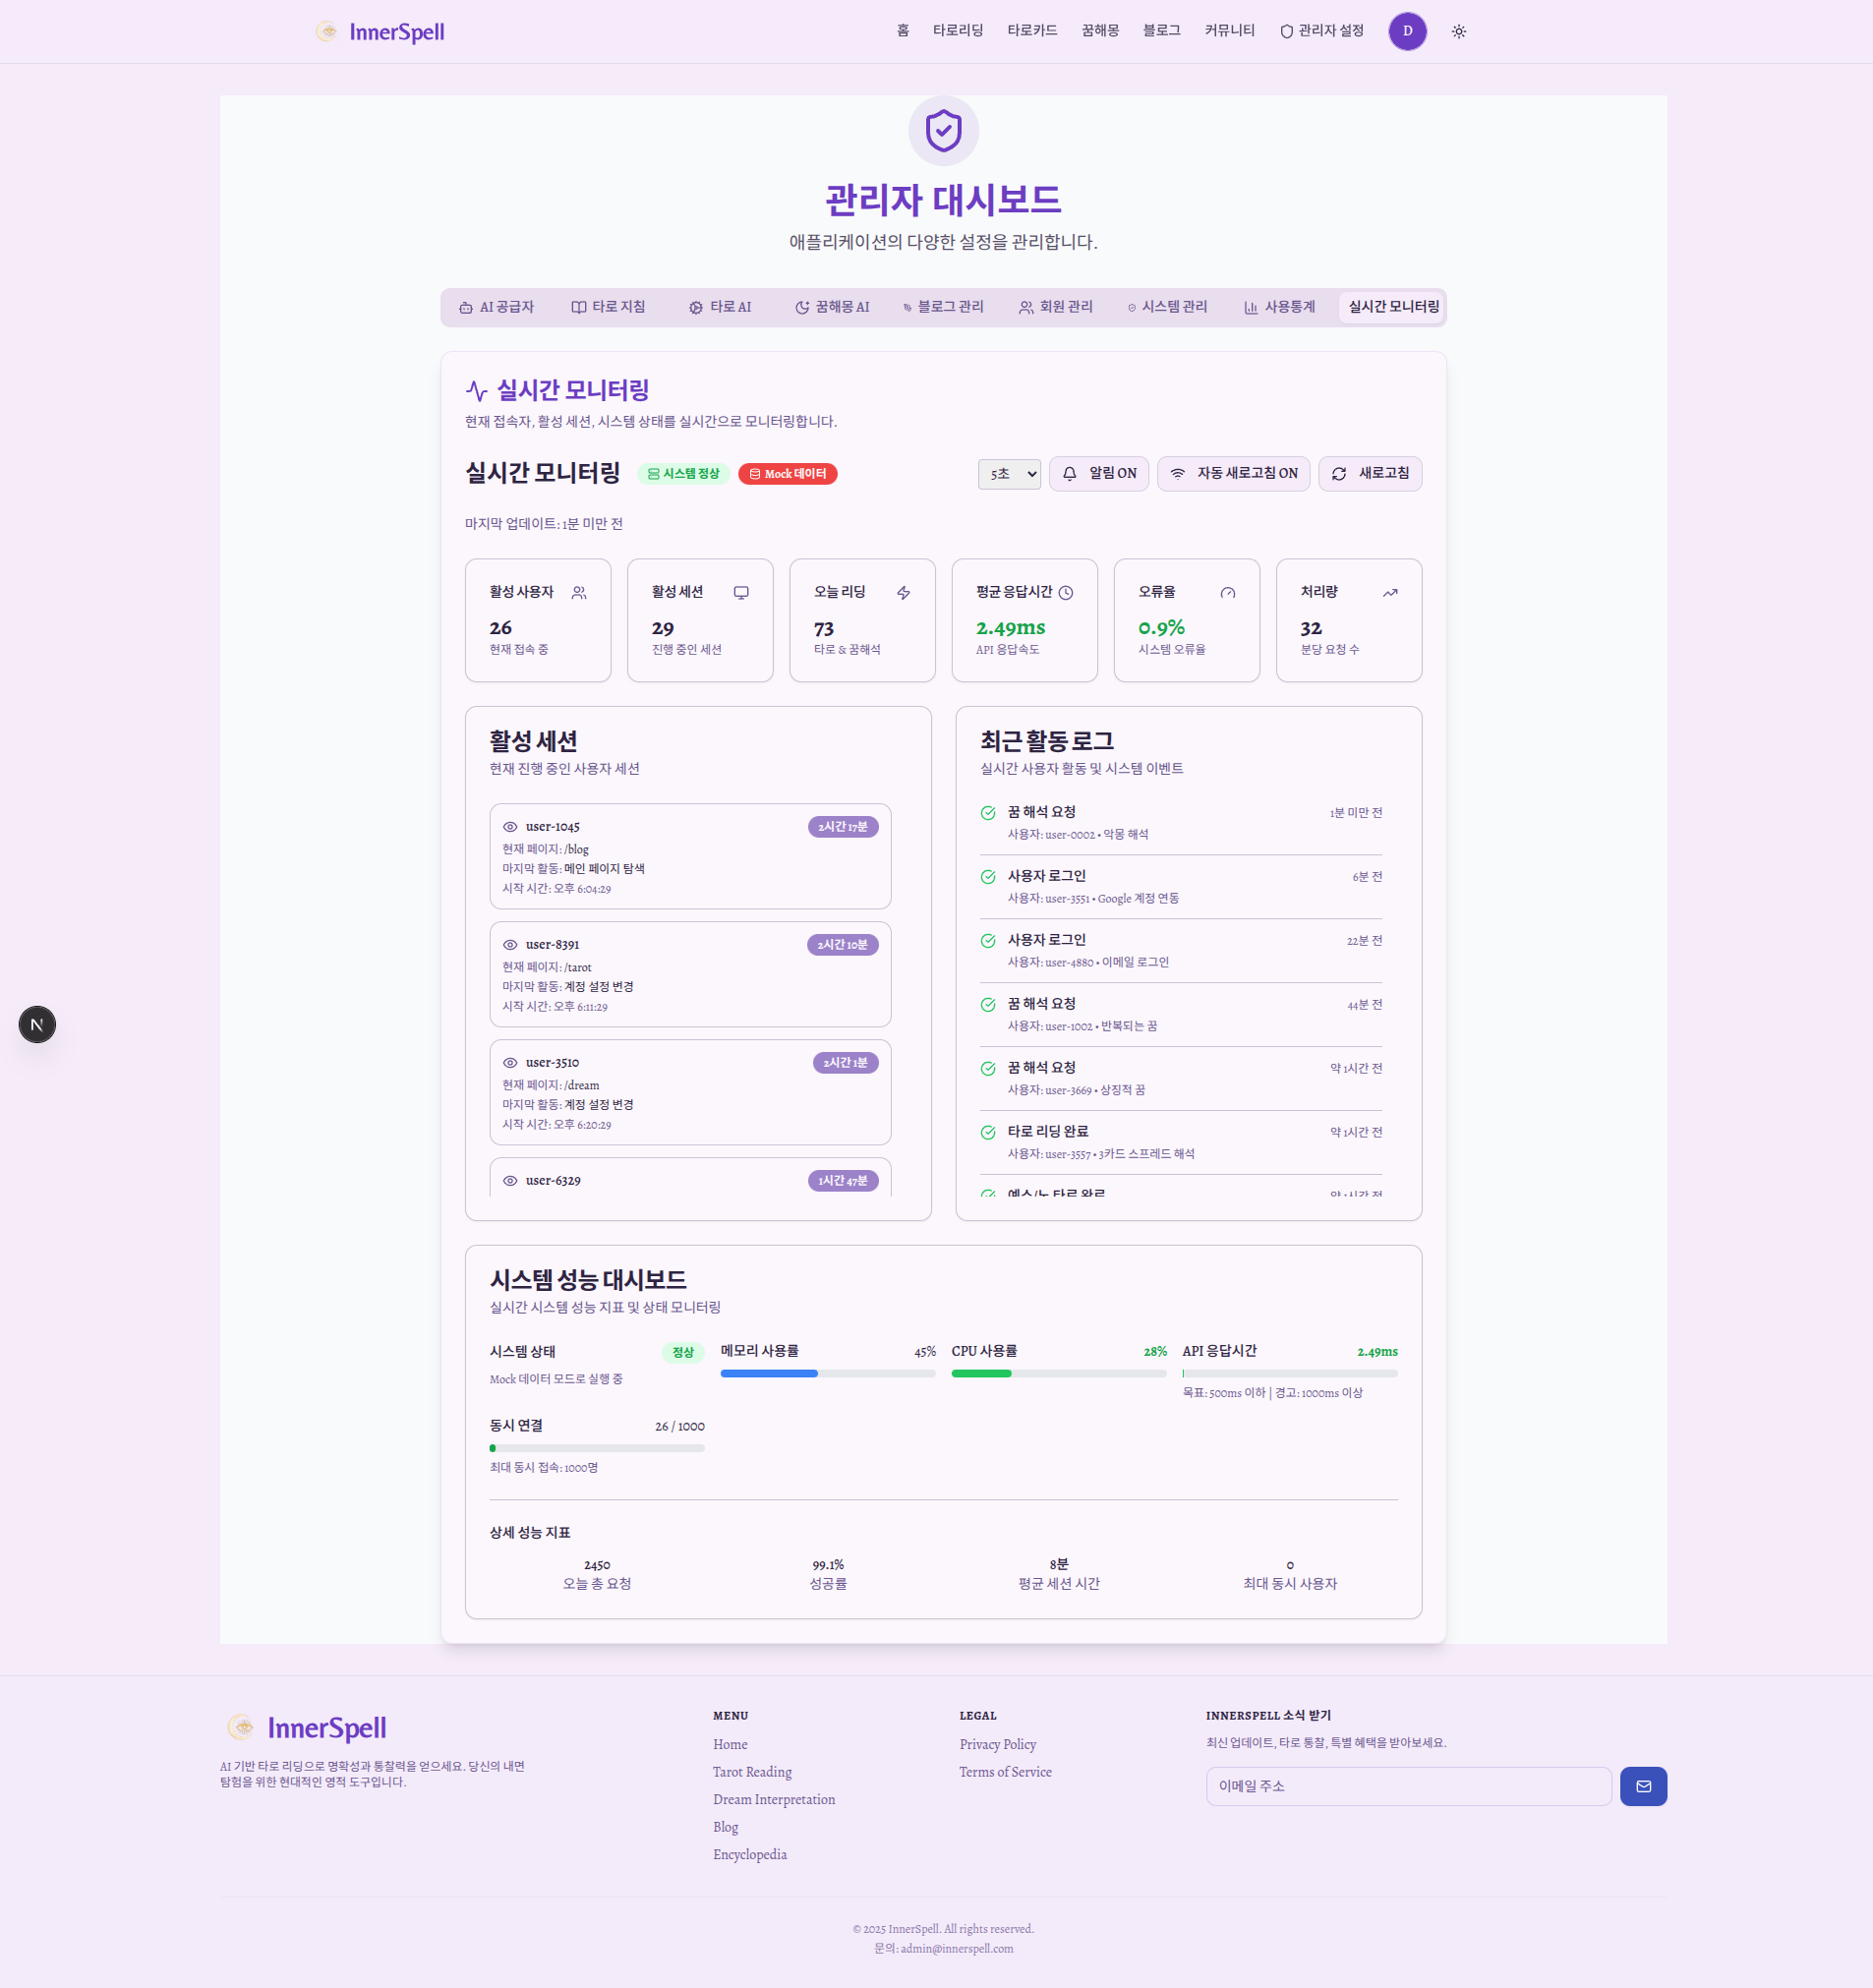 InnerSpell
홈 타로리딩 타로카드 꿈해몽 블로그 커뮤니티 관리자 설정 D
관리자 대시보드
애플리케이션의 다양한 설정을 관리합니다.
AI 공급자 타로 지침 타로 AI 꿈해몽 AI 블로그 관리 회원 관리 시스템 관리 사용통계 실시간 모니터링
실시간 모니터링
현재 접속자, 활성 세션, 시스템 상태를 실시간으로 모니터링합니다.
실시간 모니터링 시스템 정상 Mock 데이터 5초 알림 ON 자동 새로고침 ON 새로고침
마지막 업데이트: 1분 미만 전
활성 사용자
26
현재 접속 중
활성 세션
29
진행 중인 세션
오늘 리딩
73
타로 & 꿈해석
평균 응답시간
2.49ms
API 응답속도
오류율
0.9%
시스템 오류율
처리량
32
분당 요청 수
활성 세션
현재 진행 중인 사용자 세션
user-1045 2시간 17분
현재 페이지: /blog
마지막 활동: 메인 페이지 탐색
시작 시간: 오후 6:04:29
user-8391 2시간 10분
현재 페이지: /tarot
마지막 활동: 계정 설정 변경
시작 시간: 오후 6:11:29
user-3510 2시간 1분
현재 페이지: /dream
마지막 활동: 계정 설정 변경
시작 시간: 오후 6:20:29
user-6329 1시간 47분
최근 활동 로그
실시간 사용자 활동 및 시스템 이벤트
꿈 해석 요청 1분 미만 전
사용자: user-0002 • 악몽 해석
사용자 로그인 6분 전
사용자: user-3551 • Google 계정 연동
사용자 로그인 22분 전
사용자: user-4880 • 이메일 로그인
꿈 해석 요청 44분 전
사용자: user-1002 • 반복되는 꿈
꿈 해석 요청 약 1시간 전
사용자: user-3669 • 상징적 꿈
타로 리딩 완료 약 1시간 전
사용자: user-3557 • 3카드 스프레드 해석
예스/노 타로 완료 약 1시간 전
시스템 성능 대시보드
실시간 시스템 성능 지표 및 상태 모니터링
시스템 상태 정상
Mock 데이터 모드로 실행 중
메모리 사용률 45%
CPU 사용률 28%
API 응답시간 2.49ms
목표: 500ms 이하 | 경고: 1000ms 이상
동시 연결 26 / 1000
최대 동시 접속: 1000명
상세 성능 지표
2450
오늘 총 요청
99.1%
성공률
8분
평균 세션 시간
0
최대 동시 사용자
InnerSpell
AI 기반 타로 리딩으로 명확성과 통찰력을 얻으세요. 당신의 내면
탐험을 위한 현대적인 영적 도구입니다.
MENU
Home
Tarot Reading
Dream Interpretation
Blog
Encyclopedia
LEGAL
Privacy Policy
Terms of Service
INNERSPELL 소식 받기
최신 업데이트, 타로 통찰, 특별 혜택을 받아보세요.
이메일 주소
© 2025 InnerSpell. All rights reserved.
문의: admin@innerspell.com
N